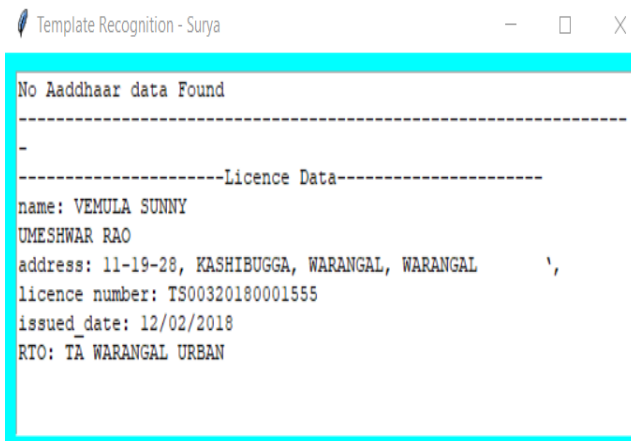 Template Recognition - Surya
No Aaddhaar data Found
-----------------------------------------------------------------
-
----------------------Licence Data----------------------
name: VEMULA SUNNY
UMESHWAR RAO
address: 11-19-28, KASHIBUGGA, WARANGAL, WARANGAL ‛,
licence number: TS00320180001555
issued_date: 12/02/2018
RTO: TA WARANGAL URBAN